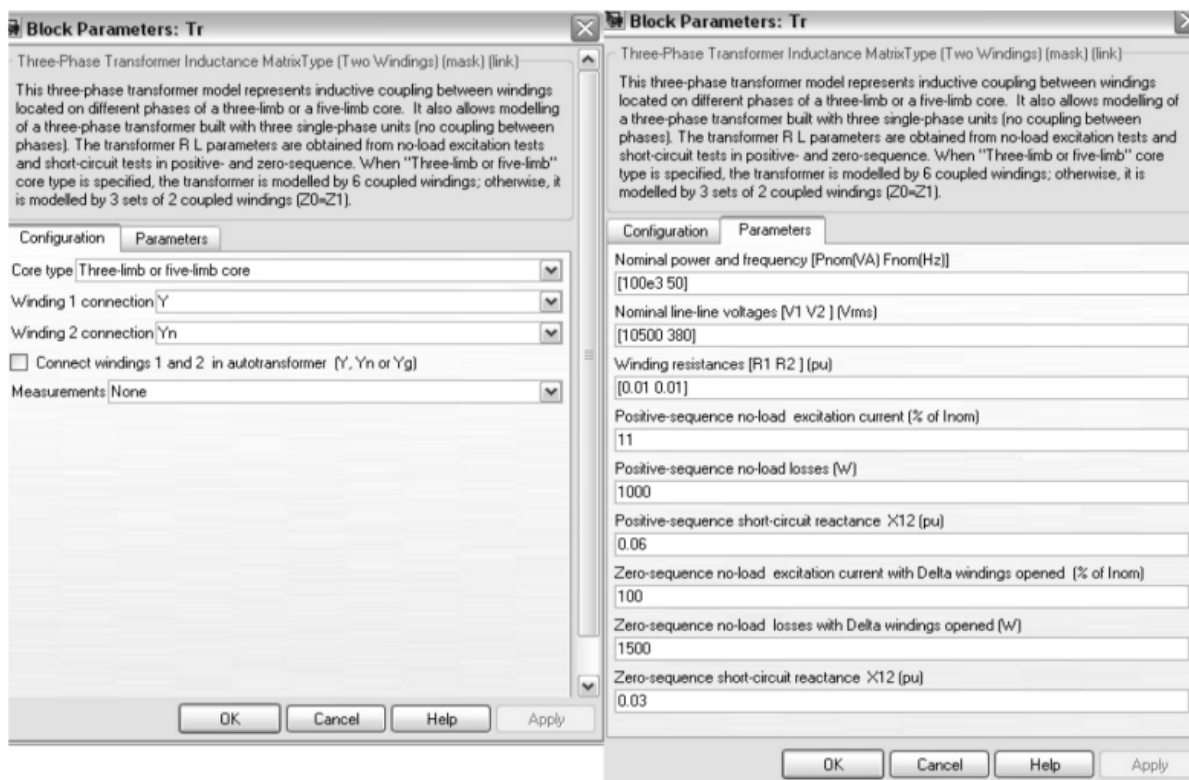 Block Parameters: Tr
Three-Phase Transformer Inductance MatrixType (Two Windings) (mask) (link)
This three-phase transformer model represents inductive coupling between windings
located on different phases of a three-limb or a five-limb core. It also allows modelling
of a three-phase transformer built with three single-phase units (no coupling between
phases). The transformer R L parameters are obtained from no-load excitation tests
and short-circuit tests in positive- and zero-sequence. When "Three-limb or five-limb"
core type is specified, the transformer is modelled by 6 coupled windings; otherwise, it
is modelled by 3 sets of 2 coupled windings (Z0=Z1).
Configuration Parameters
Core type Three-limb or five-limb core
Winding 1 connection Y
Winding 2 connection Yn
Connect windings 1 and 2 in autotransformer (Y, Yn or Yg)
Measurements None
OK Cancel Help Apply
Block Parameters: Tr
Three-Phase Transformer Inductance MatrixType (Two Windings) (mask) (link)
This three-phase transformer model represents inductive coupling between windings
located on different phases of a three-limb or a five-limb core. It also allows modelling
of a three-phase transformer built with three single-phase units (no coupling between
phases). The transformer R L parameters are obtained from no-load excitation tests and
short-circuit tests in positive- and zero-sequence. When "Three-limb or five-limb" core
type is specified, the transformer is modelled by 6 coupled windings; otherwise, it is
modelled by 3 sets of 2 coupled windings (Z0=Z1).
Configuration Parameters
Nominal power and frequency [Pnom(VA) Fnom(Hz)]
[100e3 50]
Nominal line-line voltages [V1 V2 ] (Vrms)
[10500 380]
Winding resistances [R1 R2 ] (pu)
[0.01 0.01]
Positive-sequence no-load excitation current (% of Inom)
11
Positive-sequence no-load losses (W)
1000
Positive-sequence short-circuit reactance X12 (pu)
0.06
Zero-sequence no-load excitation current with Delta windings opened (% of Inom)
100
Zero-sequence no-load losses with Delta windings opened (W)
1500
Zero-sequence short-circuit reactance X12 (pu)
0.03
OK Cancel Help Apply